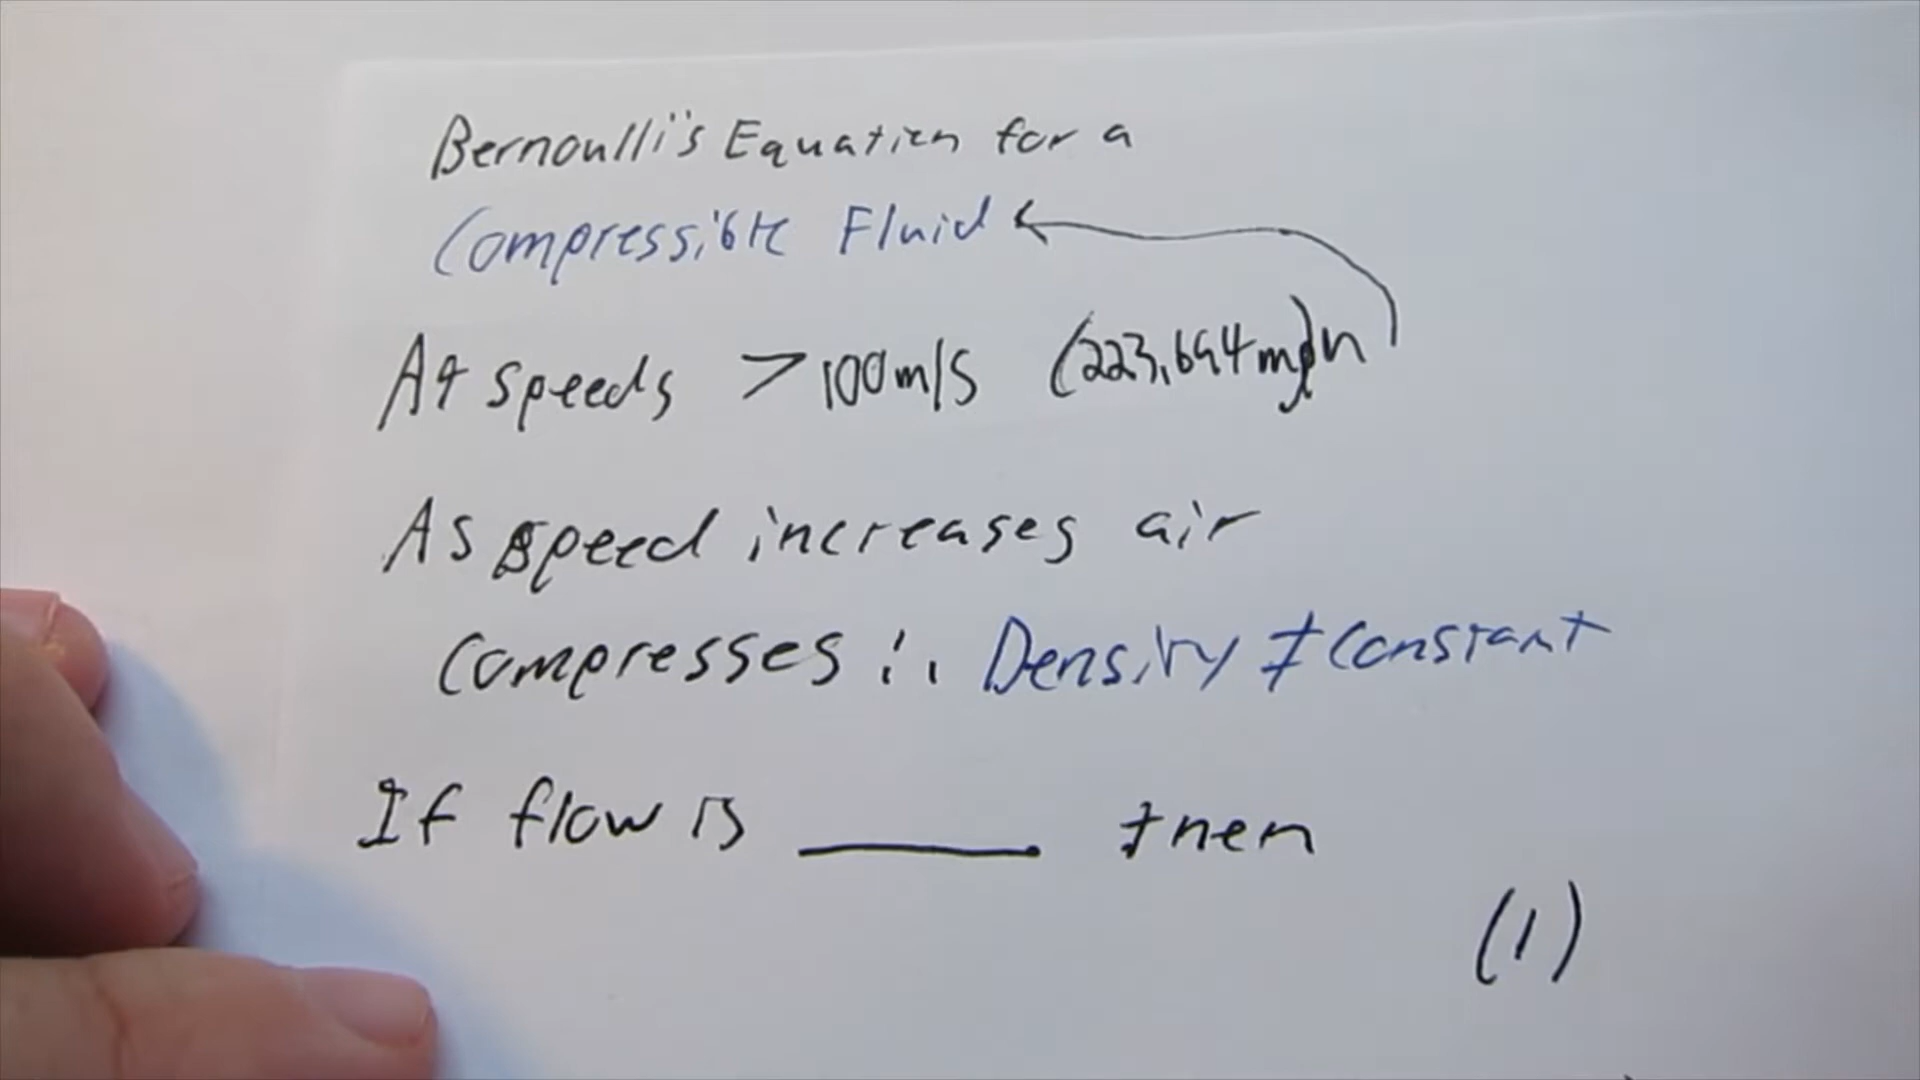 Bernoulli's Equation for a
Compressible Fluid
At speeds > 100m/s (223.694mph)
As speed increases air
compresses ∴ Density ≠ constant
If flow is ______ then
(1)